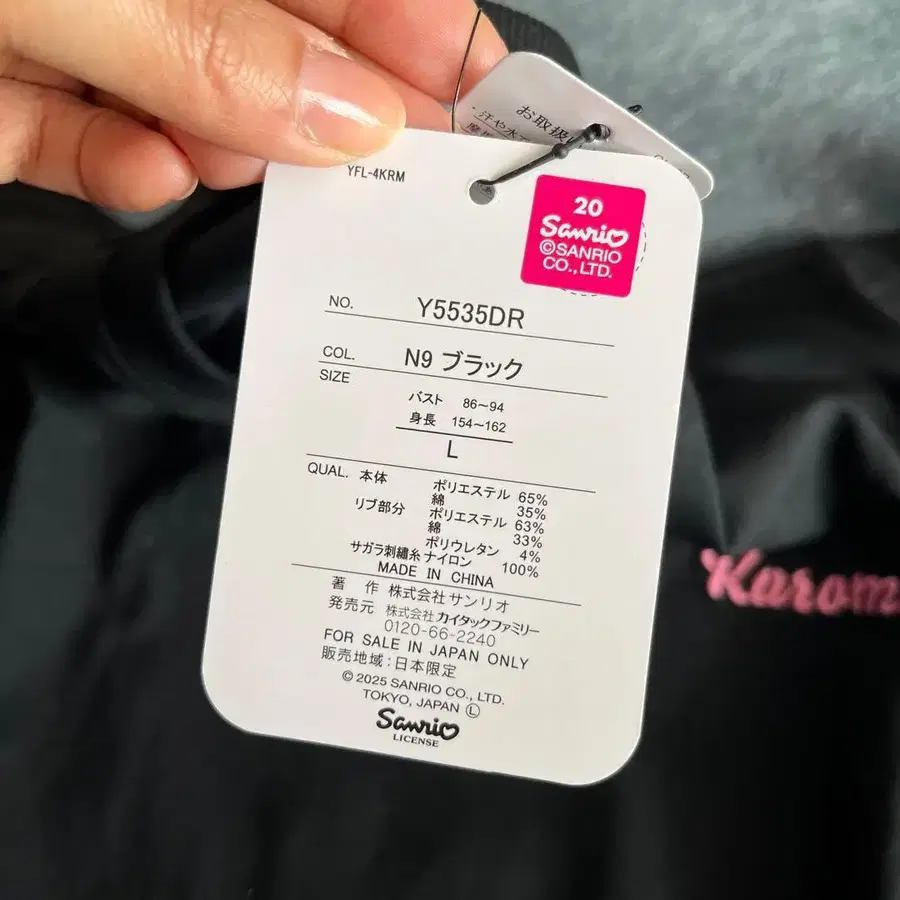 お取扱
・汗や水
YFL-4KRM
20
Sanrio
©SANRIO
CO.,LTD.
NO. Y5535DR
COL. N9 ブラック
SIZE
バスト 86～94
身長 154～162
L
QUAL. 本体 ポリエステル 65%
綿 35%
リブ部分 ポリエステル 63%
綿 33%
ポリウレタン 4%
サガラ刺繍糸 ナイロン 100%
MADE IN CHINA
著 作 株式会社サンリオ
発売元 株式会社カイタックファミリー
0120-66-2240
FOR SALE IN JAPAN ONLY
販売地域:日本限定
© 2025 SANRIO CO., LTD.
TOKYO, JAPAN Ⓛ
Sanrio
LICENSE
Kurom